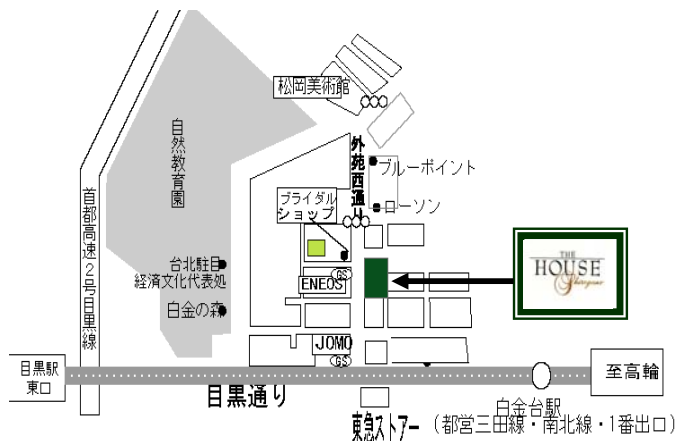 松岡美術館
自然教育園
外苑西通り
ブルーポイント
ローソン
ブライダル
ショップ
首都高速2号目黒線
台北駐日
経済文化代表処
白金の森
GS
ENEOS
THE
HOUSE
Shirogane
JOMO
GS
目黒駅
東口
至高輪
目黒通り
白金台駅
東急ストアー
(都営三田線・南北線・1番出口)